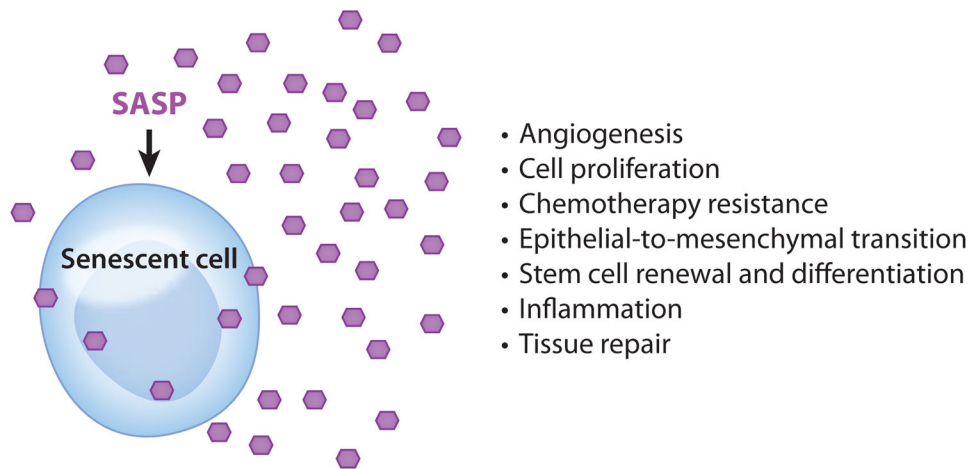 SASP
Senescent cell
• Angiogenesis
• Cell proliferation
• Chemotherapy resistance
• Epithelial-to-mesenchymal transition
• Stem cell renewal and differentiation
• Inflammation
• Tissue repair